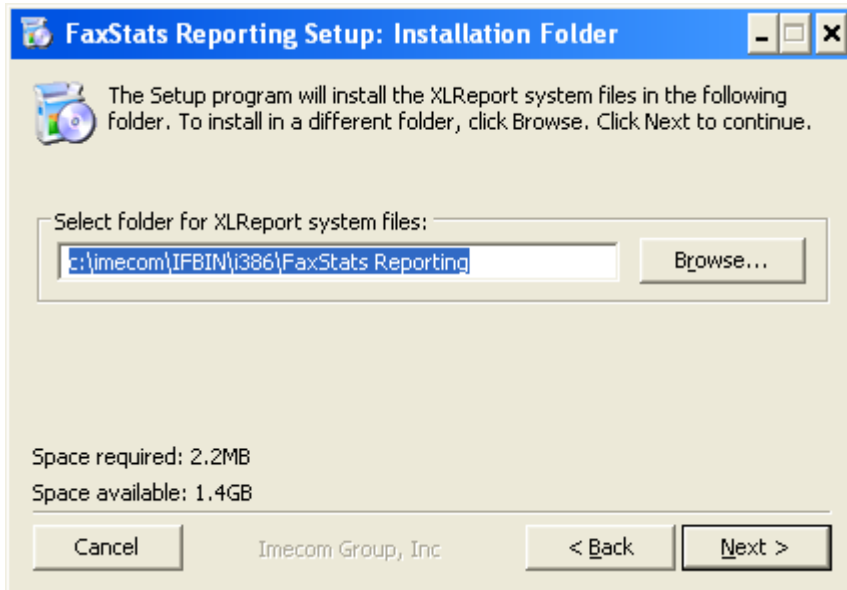 FaxStats Reporting Setup: Installation Folder
The Setup program will install the XLReport system files in the following
folder. To install in a different folder, click Browse. Click Next to continue.
Select folder for XLReport system files:
c:\imecom\IFBIN\i386\FaxStats Reporting
Browse...
Space required: 2.2MB
Space available: 1.4GB
Cancel
Imecom Group, Inc
< Back
Next >